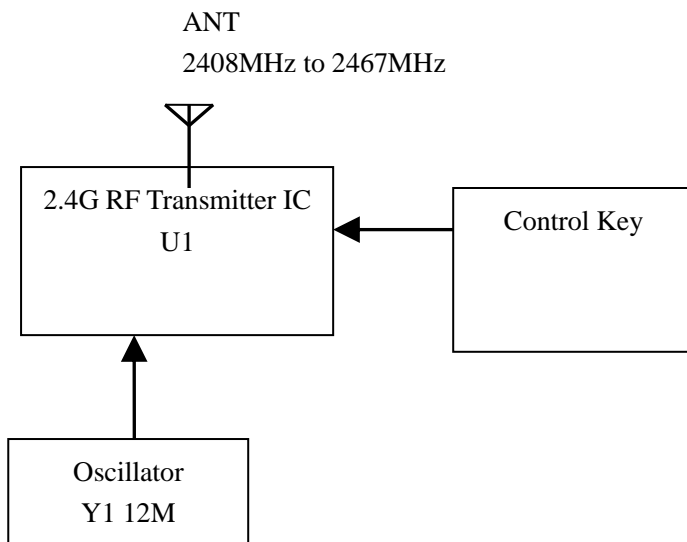 ANT
2408MHz to 2467MHz
2.4G RF Transmitter IC
U1
Control Key
Oscillator
Y1 12M